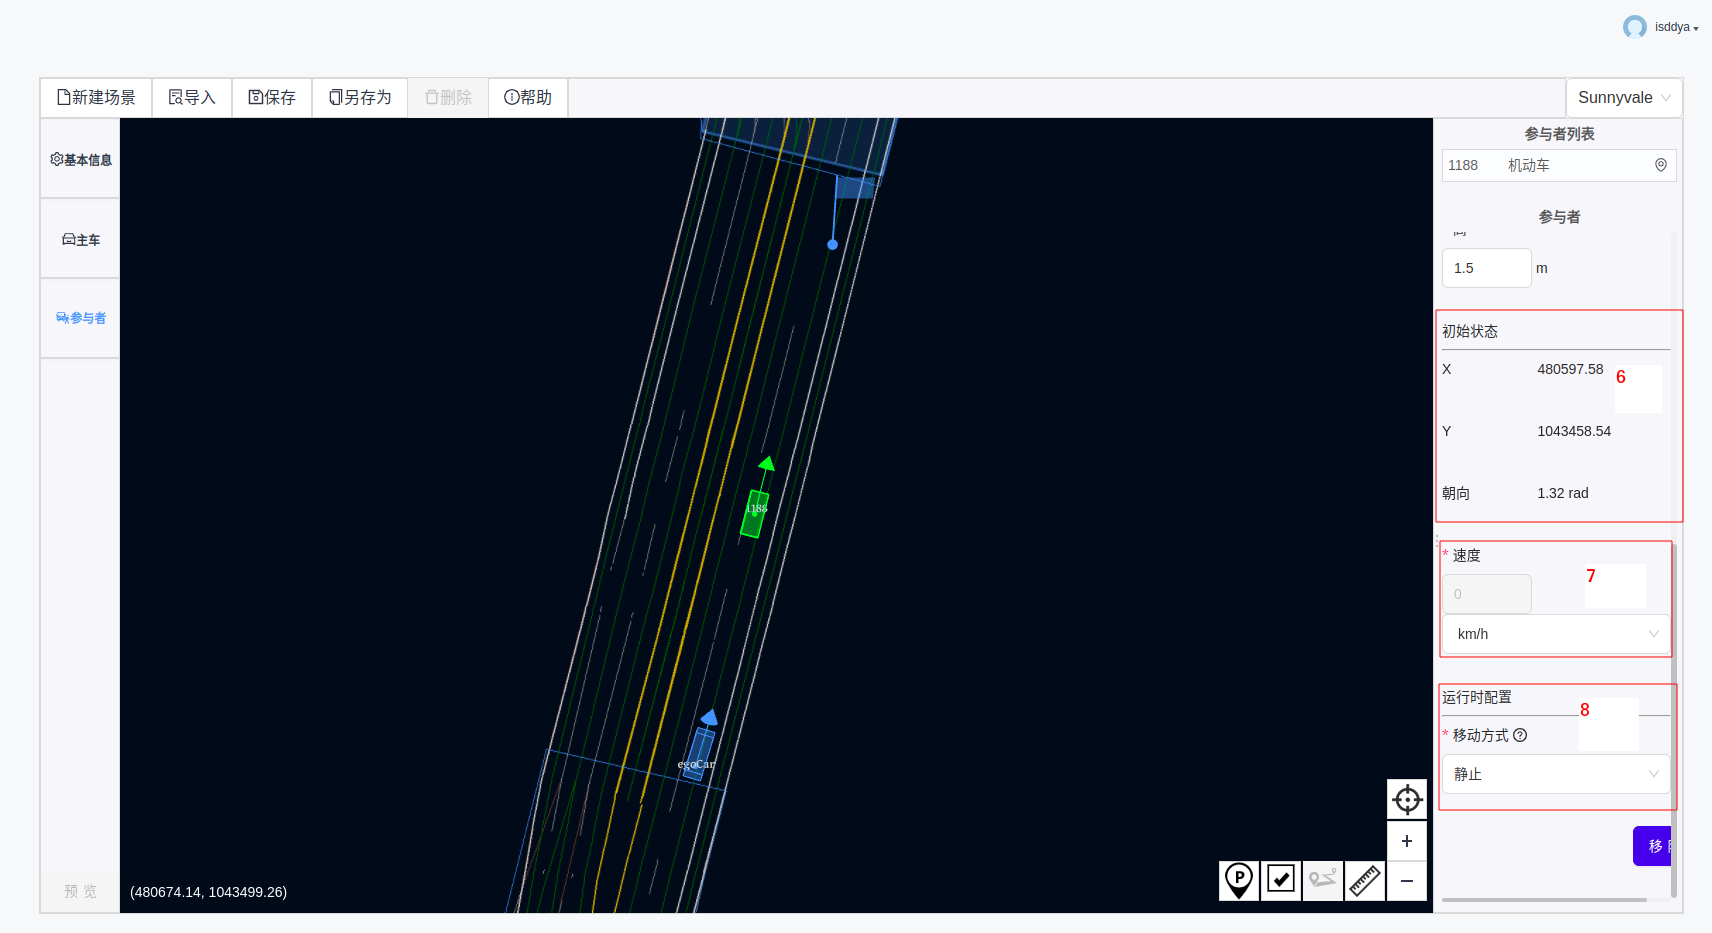 isddya
新建场景 导入 保存 另存为 删除 帮助 Sunnyvale
基本信息
主车
参与者
预 览
1188
egoCar
(480674.14, 1043499.26)
P
+
−
参与者列表
1188 机动车
参与者
1.5 m
初始状态
X 480597.58
6
Y 1043458.54
朝向 1.32 rad
* 速度
7
0
km/h
运行时配置
8
* 移动方式
静止
移